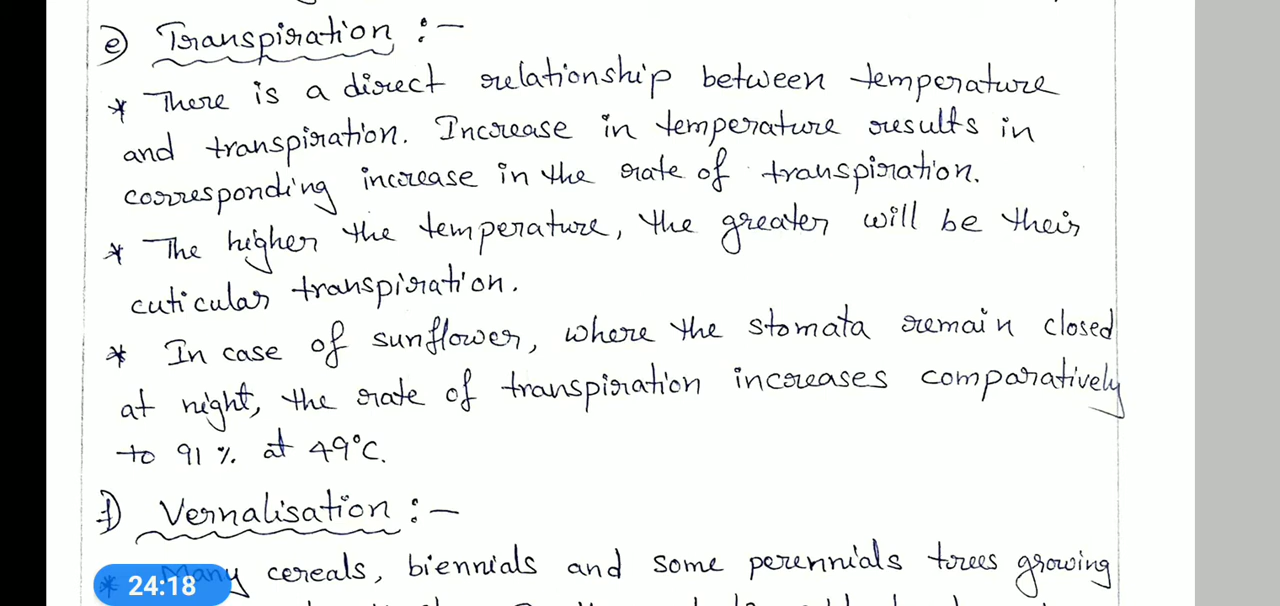 e) Transpiration :-
* There is a direct relationship between temperature
and transpiration. Increase in temperature results in
corresponding increase in the rate of transpiration.
* The higher the temperature, the greater will be their
cuticular transpiration.
* In case of sunflower, where the stomata remain closed
at night, the rate of transpiration increases comparatively
to 91 % at 49°C.
f) Vernalisation :-
* Many cereals, biennials and some perennials trees growing
24:18